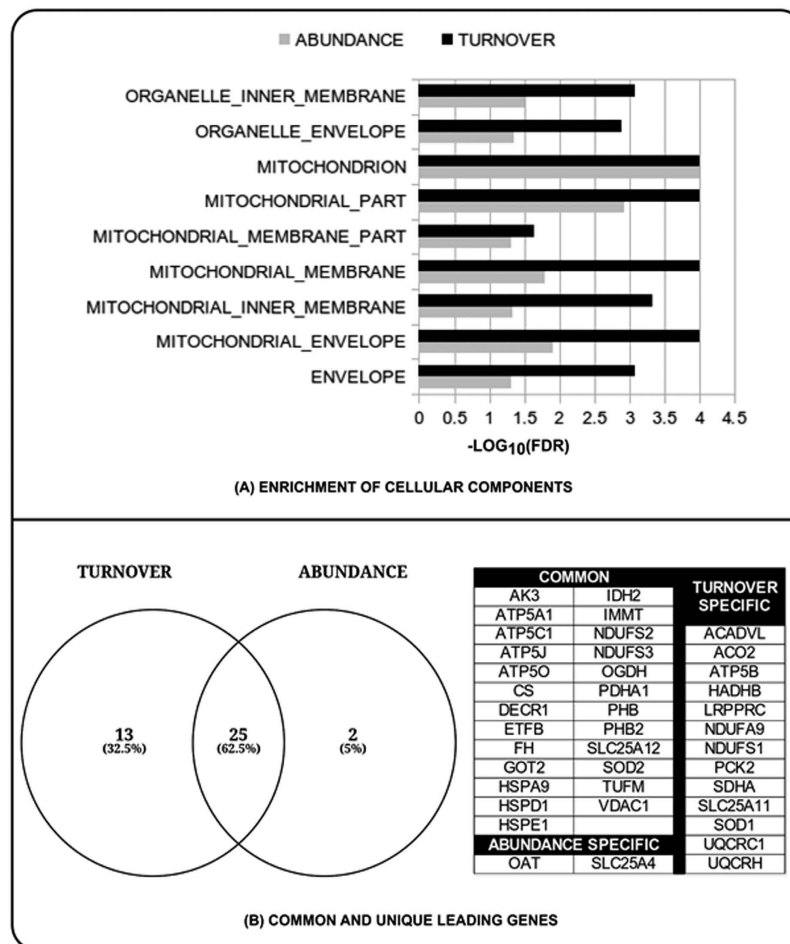 ABUNDANCE TURNOVER
ORGANELLE_INNER_MEMBRANE
ORGANELLE_ENVELOPE
MITOCHONDRION
MITOCHONDRIAL_PART
MITOCHONDRIAL_MEMBRANE_PART
MITOCHONDRIAL_MEMBRANE
MITOCHONDRIAL_INNER_MEMBRANE
MITOCHONDRIAL_ENVELOPE
ENVELOPE
0 0.5 1 1.5 2 2.5 3 3.5 4 4.5
-LOG10(FDR)
(A) ENRICHMENT OF CELLULAR COMPONENTS
TURNOVER ABUNDANCE
13 25 2
(32.5%) (62.5%) (5%)
COMMON TURNOVER SPECIFIC
AK3 IDH2
ATP5A1 IMMT
ATP5C1 NDUFS2 ACADVL
ATP5J NDUFS3 ACO2
ATP5O OGDH ATP5B
CS PDHA1 HADHB
DECR1 PHB LRPPRC
ETFB PHB2 NDUFA9
FH SLC25A12 NDUFS1
GOT2 SOD2 PCK2
HSPA9 TUFM SDHA
HSPD1 VDAC1 SLC25A11
HSPE1 SOD1
ABUNDANCE SPECIFIC UQCRC1
OAT SLC25A4 UQCRH
(B) COMMON AND UNIQUE LEADING GENES